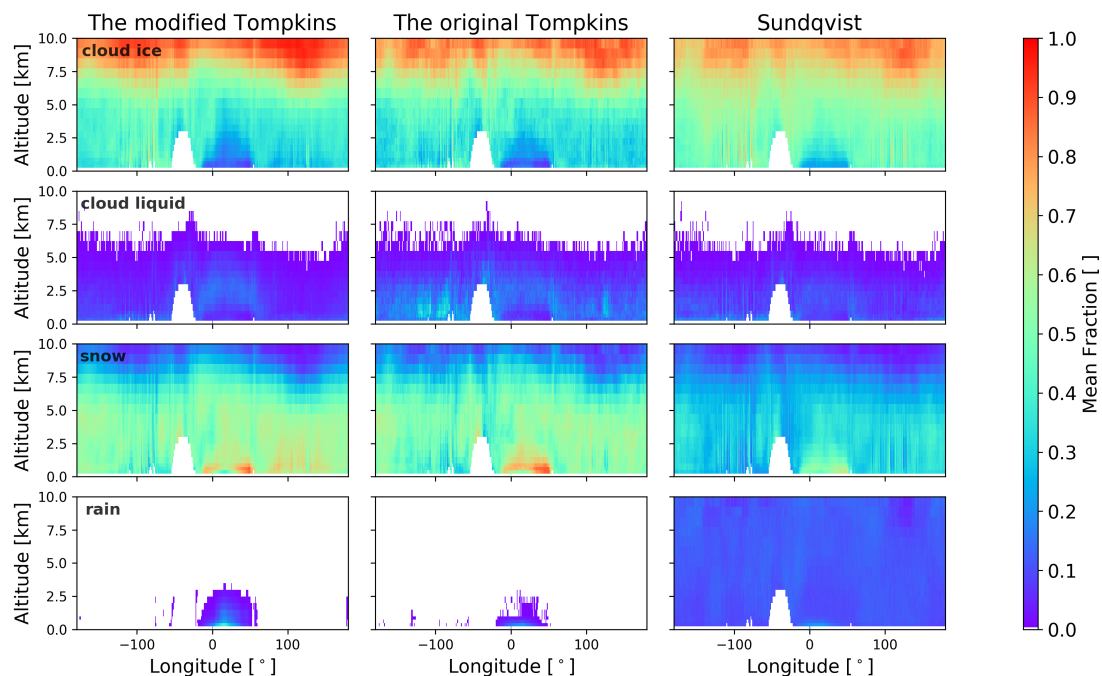 The modified Tompkins
The original Tompkins
Sundqvist
10.0
7.5
5.0
2.5
0.0
Altitude [km]
cloud ice
10.0
7.5
5.0
2.5
0.0
Altitude [km]
cloud liquid
10.0
7.5
5.0
2.5
0.0
Altitude [km]
snow
10.0
7.5
5.0
2.5
0.0
Altitude [km]
rain
−100 0 100
−100 0 100
−100 0 100
Longitude [°]
Longitude [°]
Longitude [°]
1.0
0.9
0.8
0.7
0.6
0.5
0.4
0.3
0.2
0.1
0.0
Mean Fraction [ ]